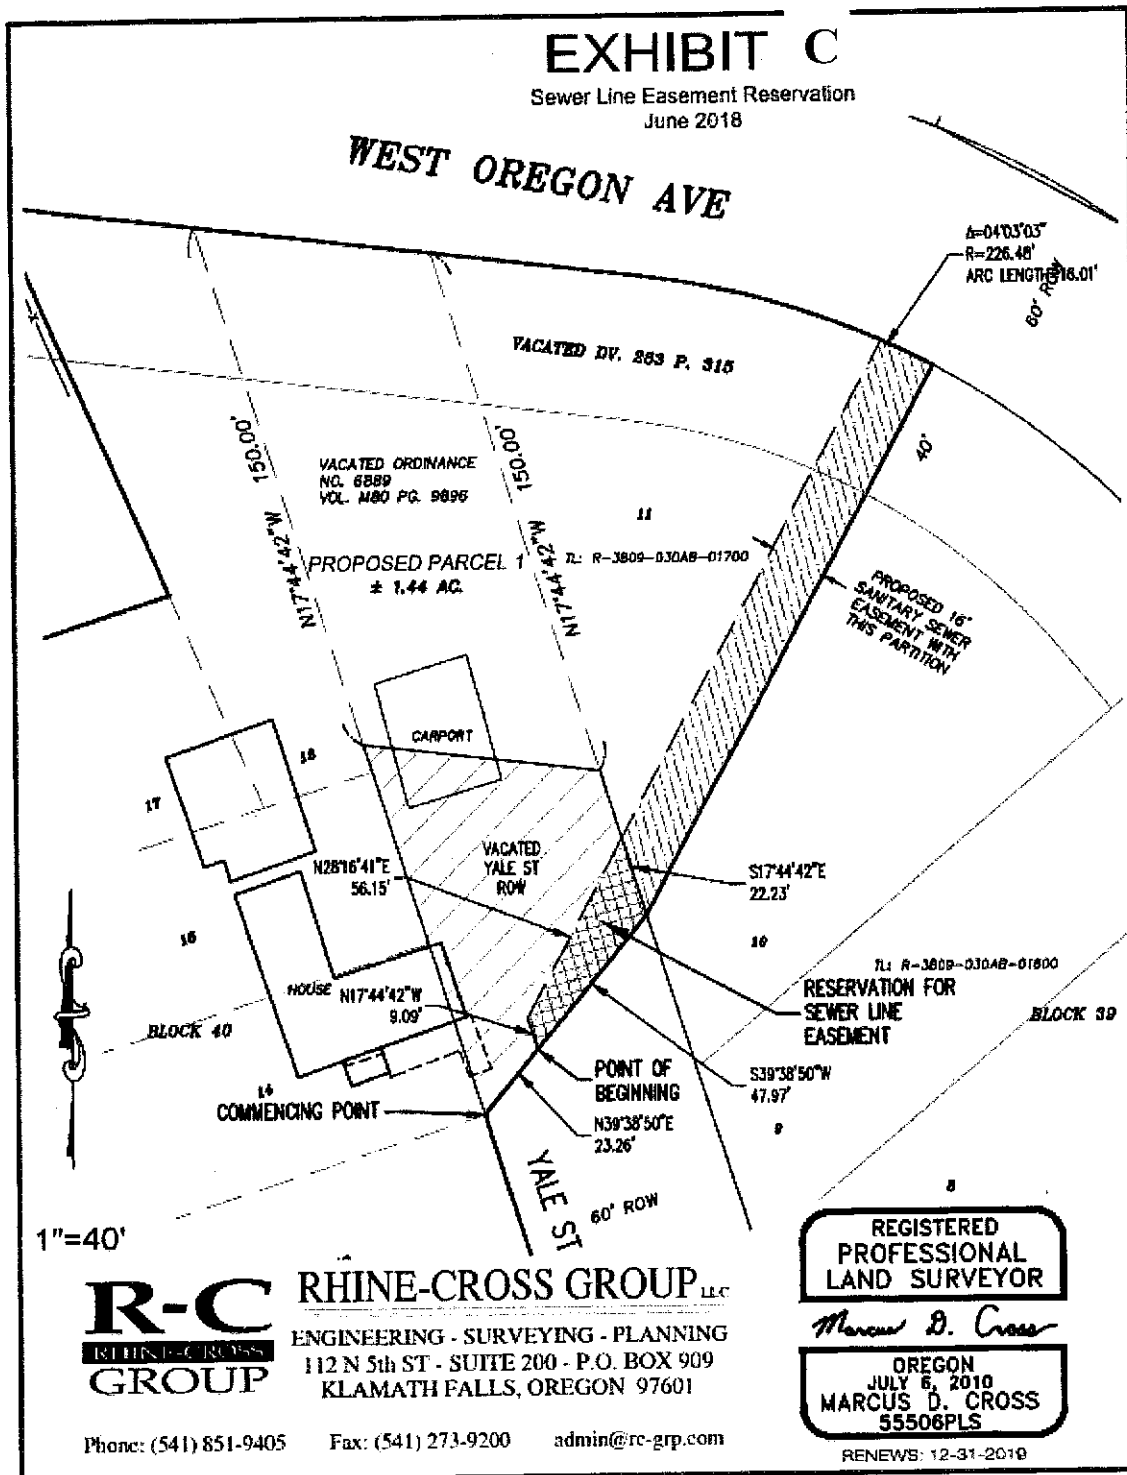 EXHIBIT C
Sewer Line Easement Reservation
June 2018
WEST OREGON AVE
Δ=04°03'03"
R=226.48'
ARC LENGTH=16.01'
60' ROW
VACATED DV. 263 P. 315
40'
150.00'
N17°44'42"W
150.00'
N17°44'42"W
VACATED ORDINANCE
NO. 6889
VOL. M80 PG. 9896
11
TL: R-3809-030AB-01700
PROPOSED PARCEL 1
± 1.44 AC.
PROPOSED 16'
SANITARY SEWER
EASEMENT WITH
THIS PARTITION
CARPORT
18
17
VACATED
YALE ST
ROW
N28°16'41"E
56.15'
S17°44'42"E
22.23'
16
10
TL: R-3809-030AB-01600
HOUSE
N17°44'42"W
9.09'
RESERVATION FOR
SEWER LINE
EASEMENT
BLOCK 40
BLOCK 39
POINT OF
BEGINNING
S39°38'50"W
47.97'
14
COMMENCING POINT
N39°38'50"E
23.26'
9
8
YALE ST
60' ROW
1"=40'
R-C
RHINE-CROSS
GROUP
RHINE-CROSS GROUP LLC
ENGINEERING - SURVEYING - PLANNING
112 N 5th ST - SUITE 200 - P.O. BOX 909
KLAMATH FALLS, OREGON 97601
Phone: (541) 851-9405 Fax: (541) 273-9200 admin@rc-grp.com
REGISTERED
PROFESSIONAL
LAND SURVEYOR
Marcus D. Cross
OREGON
JULY 6, 2010
MARCUS D. CROSS
55506PLS
RENEWS: 12-31-2019